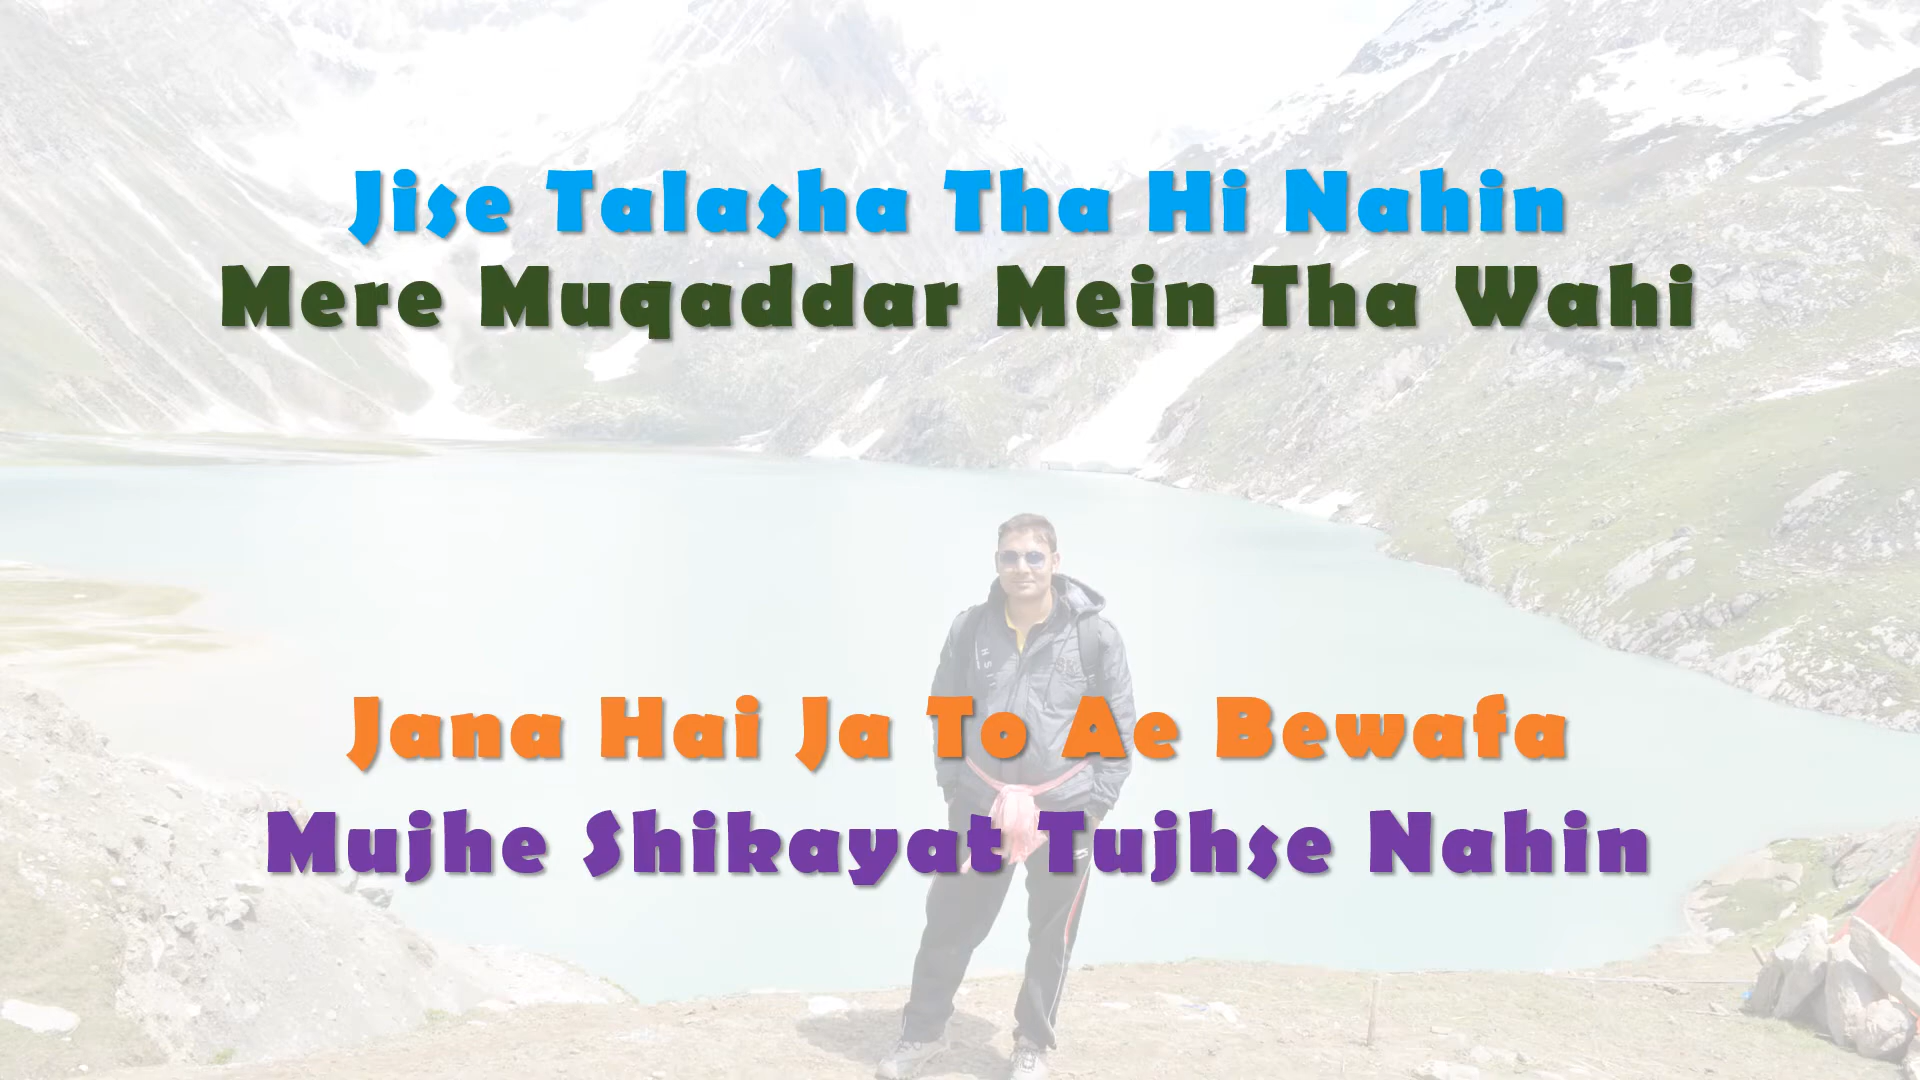 Jise Talasha Tha Hi Nahin
Mere Muqaddar Mein Tha Wahi
Jana Hai Ja To Ae Bewafa
Mujhe Shikayat Tujhse Nahin